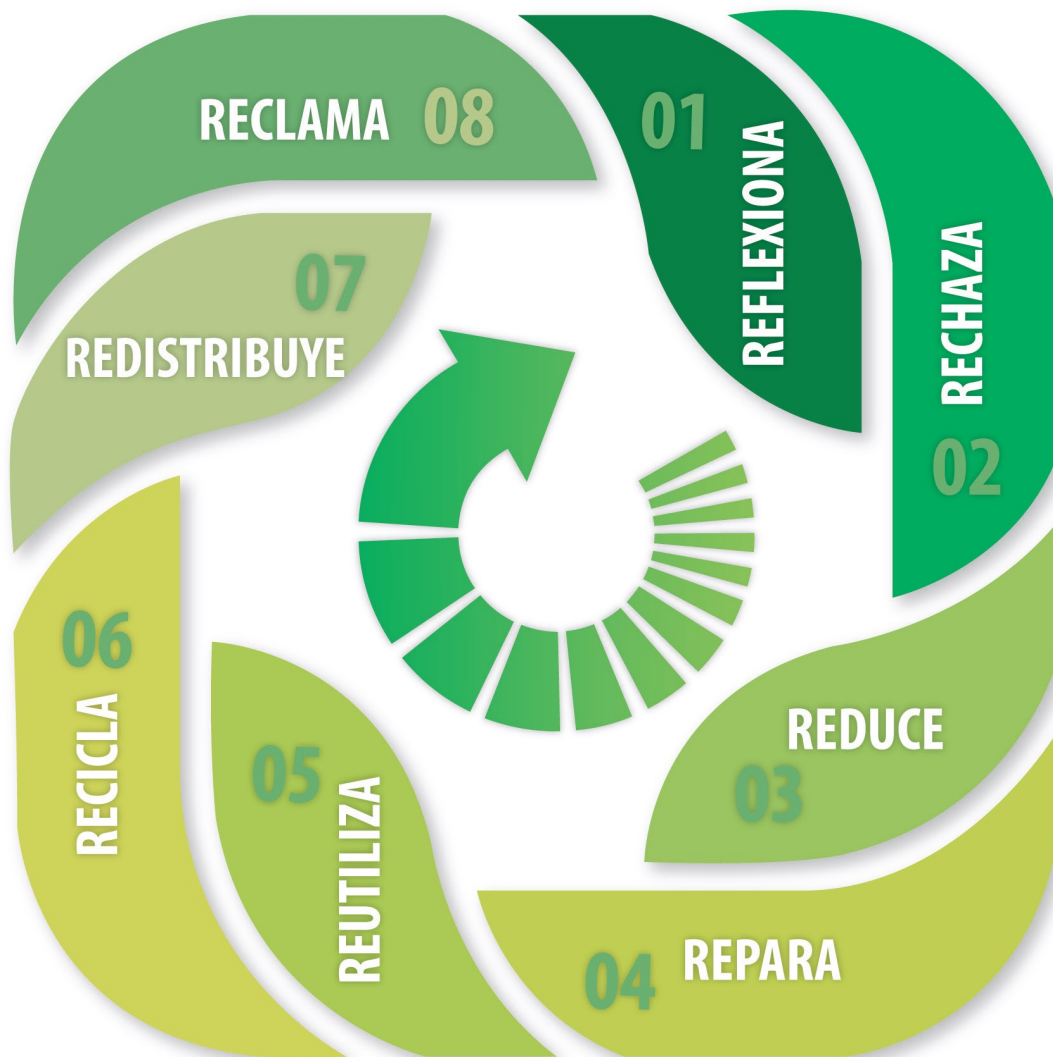 01
REFLEXIONA
RECHAZA
02
REDUCE
03
04 REPARA
05
REUTILIZA
06
RECICLA
07
REDISTRIBUYE
RECLAMA 08